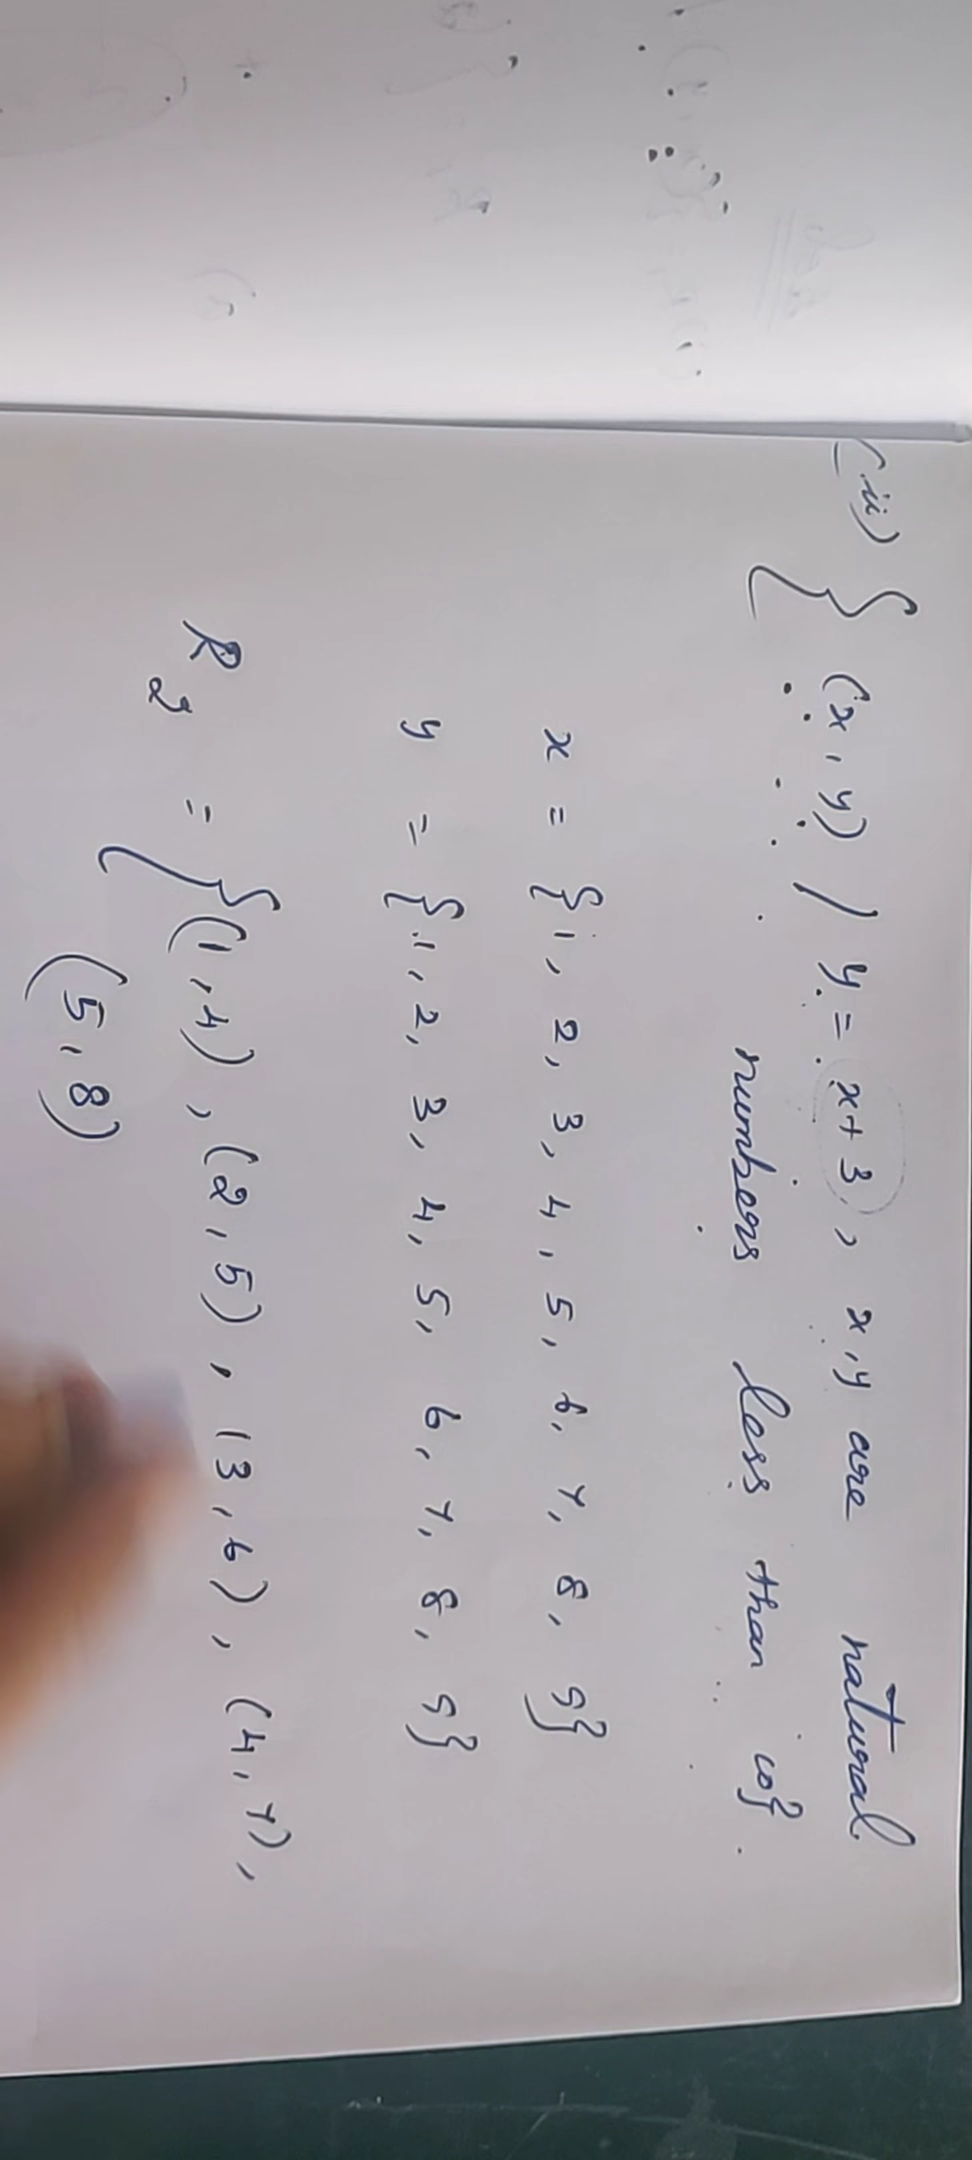 (ii) { (x, y) / y = x+3, x, y are natural
numbers less than 10}.
x = {1, 2, 3, 4, 5, 6, 7, 8, 9}
y = {1, 2, 3, 4, 5, 6, 7, 8, 9}
R2 = {(1,4), (2,5), (3,6), (4,7),
(5,8)